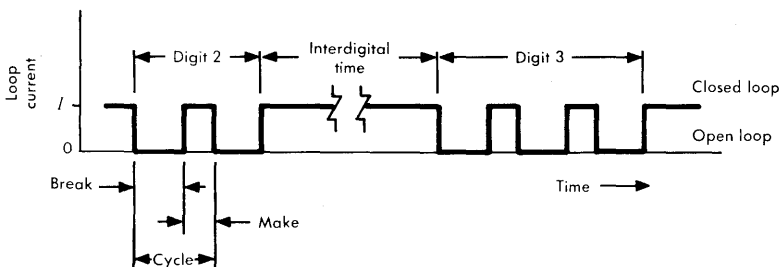 Digit 2
Interdigital
time
Digit 3
Loop
current
I
Closed loop
0
Open loop
Break
Time
Make
Cycle